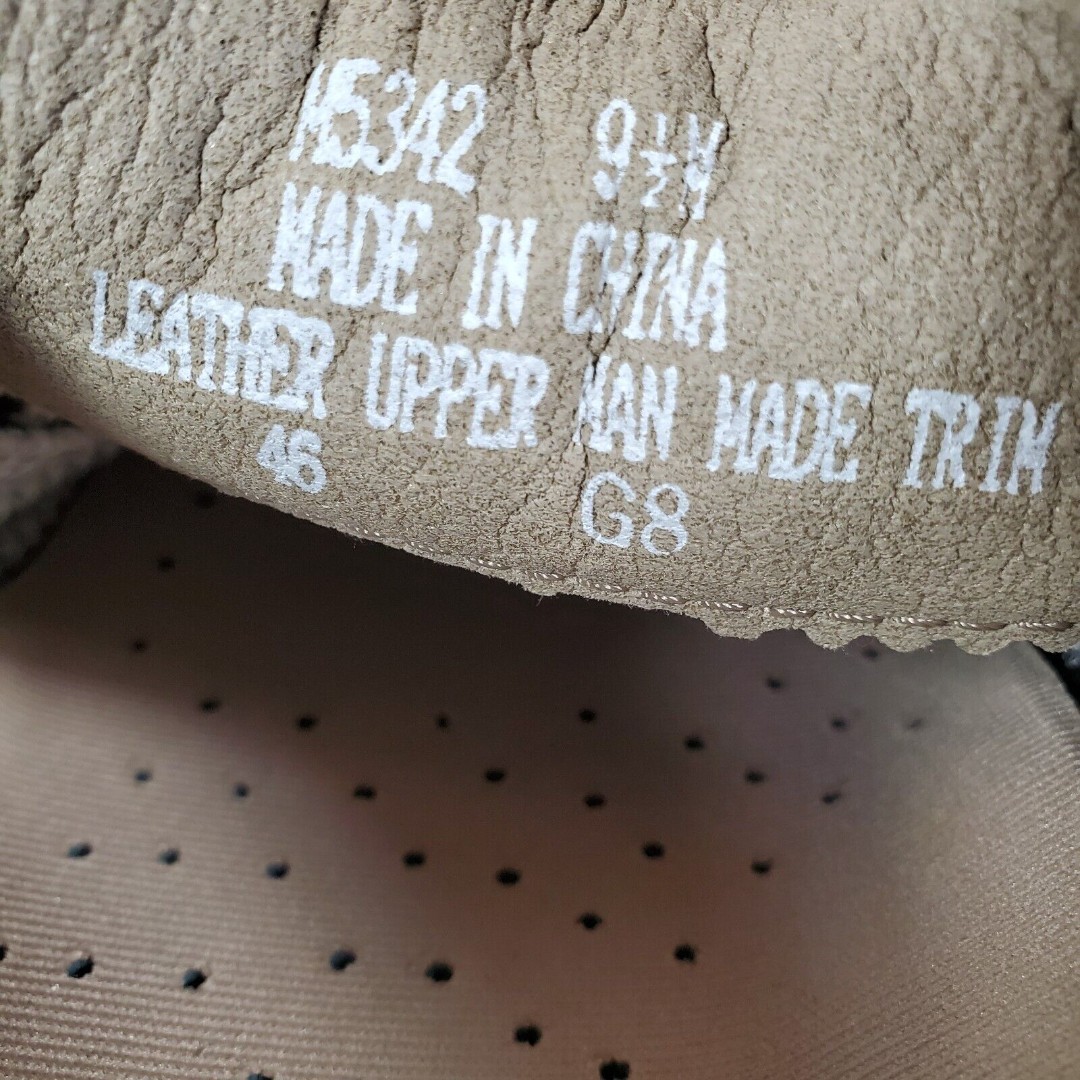 M5342 9½M
MADE IN CHINA
LEATHER UPPER MAN MADE TRIM
46 G8